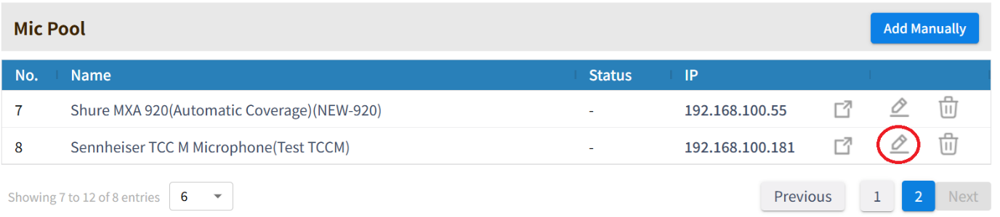 Mic Pool Add Manually
No. Name Status IP
7 Shure MXA 920(Automatic Coverage)(NEW-920) - 192.168.100.55
8 Sennheiser TCC M Microphone(Test TCCM) - 192.168.100.181
Showing 7 to 12 of 8 entries 6 Previous 1 2 Next